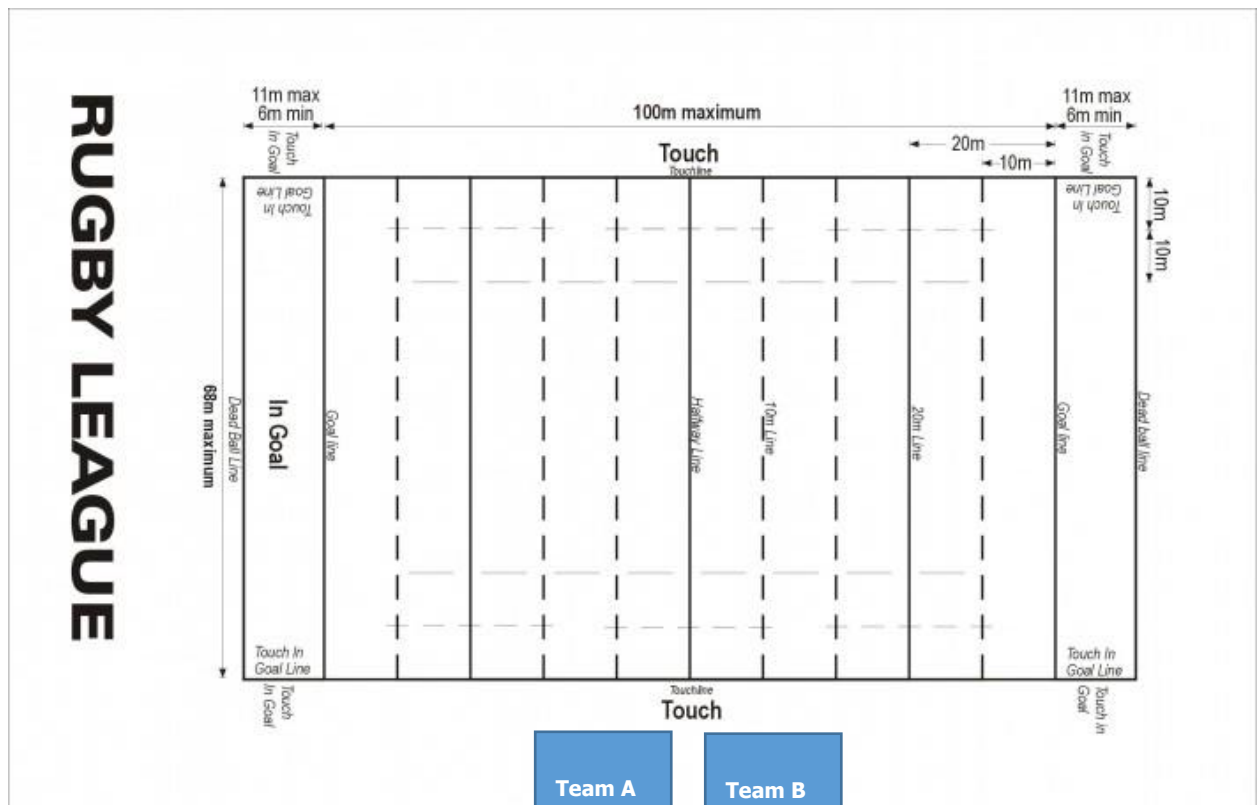 RUGBY LEAGUE
11m max
6m min
100m maximum
11m max
6m min
Touch
In Goal
Touch
Touchline
20m
10m
Touch
In Goal
Touch In
Goal Line
Touch In
Goal Line
10m
10m
68m maximum
Dead Ball Line
In Goal
Goal line
Halfway Line
10m Line
20m Line
Goal line
Dead ball line
Touch In
Goal Line
Touch In
Goal Line
Touch
In Goal
Touchline
Touch
Touch in
Goal
Team A
Team B